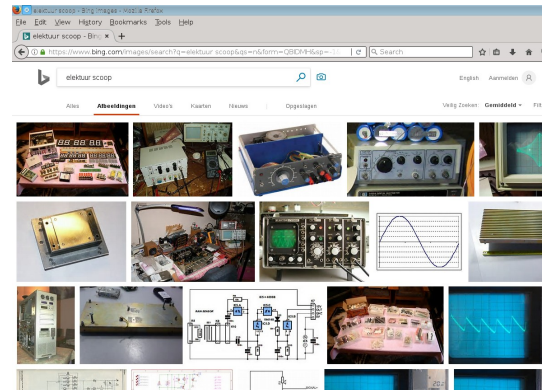 elektuur scoop - Bing images - Mozilla Firefox
File Edit View History Bookmarks Tools Help
elektuur scoop - Bing × +
https://www.bing.com/images/search?q=elektuur scoop&qs=n&form=QBIDMH&sp=-1 Search
elektuur scoop English Aanmelden
Alles Afbeeldingen Video's Kaarten Nieuws Opgeslagen Veilig Zoeken: Gemiddeld